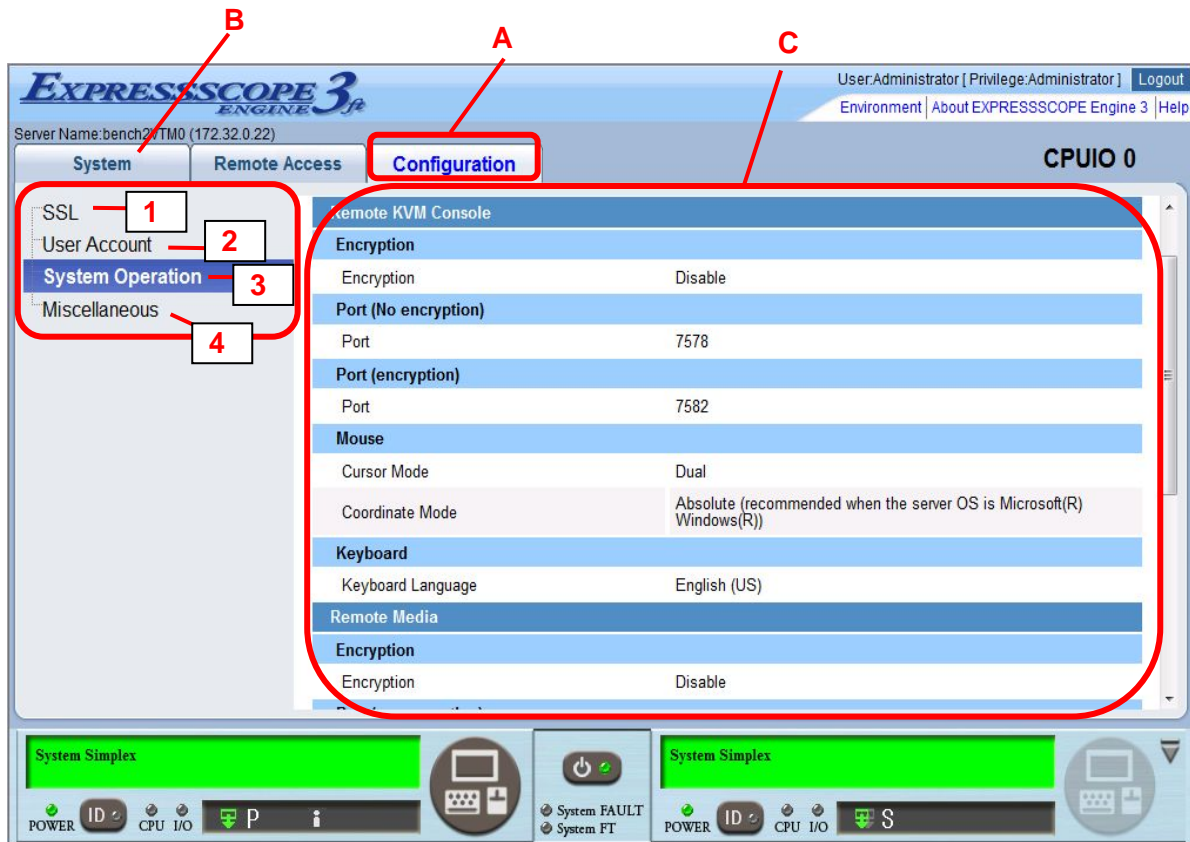 B
A
C
EXPRESSSCOPE
ENGINE 3 ft
User:Administrator [ Privilege:Administrator ] Logout
Environment About EXPRESSSCOPE Engine 3 Help
Server Name:bench2VTM0 (172.32.0.22)
System Remote Access Configuration
CPUIO 0
SSL
1
User Account
2
System Operation
3
Miscellaneous
4
Remote KVM Console
Encryption
Encryption Disable
Port (No encryption)
Port 7578
Port (encryption)
Port 7582
Mouse
Cursor Mode Dual
Coordinate Mode Absolute (recommended when the server OS is Microsoft(R)
Windows(R))
Keyboard
Keyboard Language English (US)
Remote Media
Encryption
Encryption Disable
System Simplex
POWER ID CPU I/O P i
System FAULT
System FT
System Simplex
POWER ID CPU I/O S